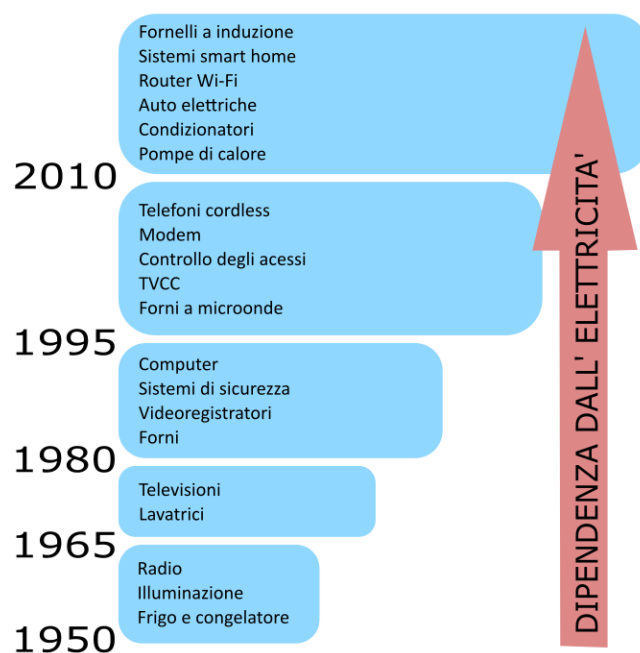 Fornelli a induzione
Sistemi smart home
Router Wi-Fi
Auto elettriche
Condizionatori
Pompe di calore
2010
Telefoni cordless
Modem
Controllo degli acessi
TVCC
Forni a microonde
1995
Computer
Sistemi di sicurezza
Videoregistratori
Forni
1980
Televisioni
Lavatrici
1965
Radio
Illuminazione
Frigo e congelatore
1950
DIPENDENZA DALL' ELETTRICITA'